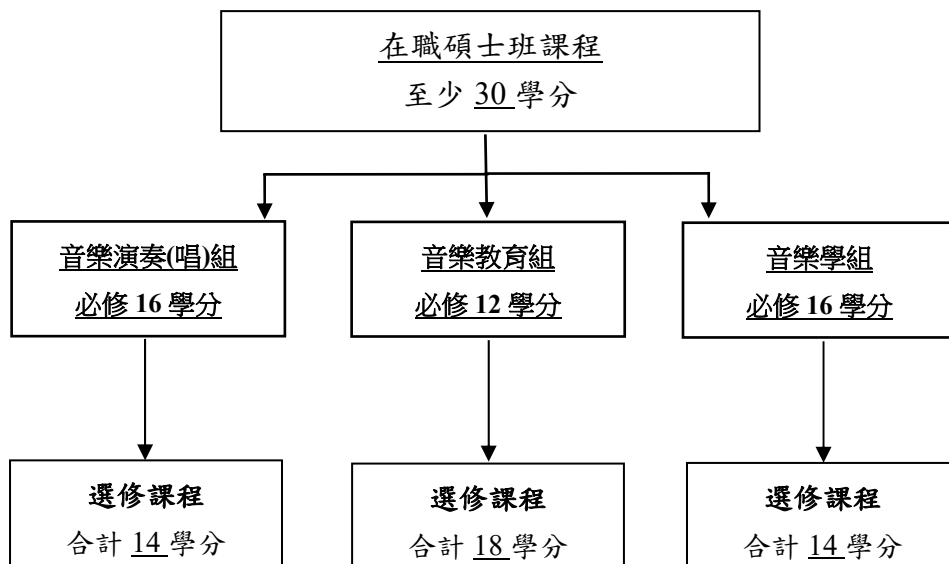 在職碩士班課程
至少 30 學分
音樂演奏(唱)組
必修 16 學分
音樂教育組
必修 12 學分
音樂學組
必修 16 學分
選修課程
合計 14 學分
選修課程
合計 18 學分
選修課程
合計 14 學分